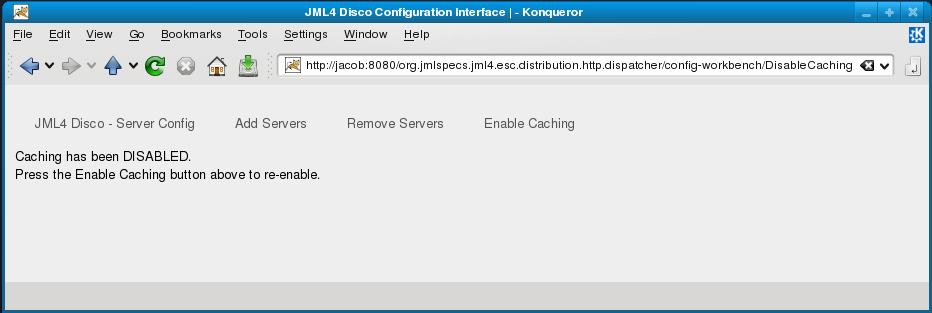 JML4 Disco Configuration Interface | - Konqueror
File Edit View Go Bookmarks Tools Settings Window Help
http://jacob:8080/org.jmlspecs.jml4.esc.distribution.http.dispatcher/config-workbench/DisableCaching
JML4 Disco - Server Config Add Servers Remove Servers Enable Caching
Caching has been DISABLED.
Press the Enable Caching button above to re-enable.